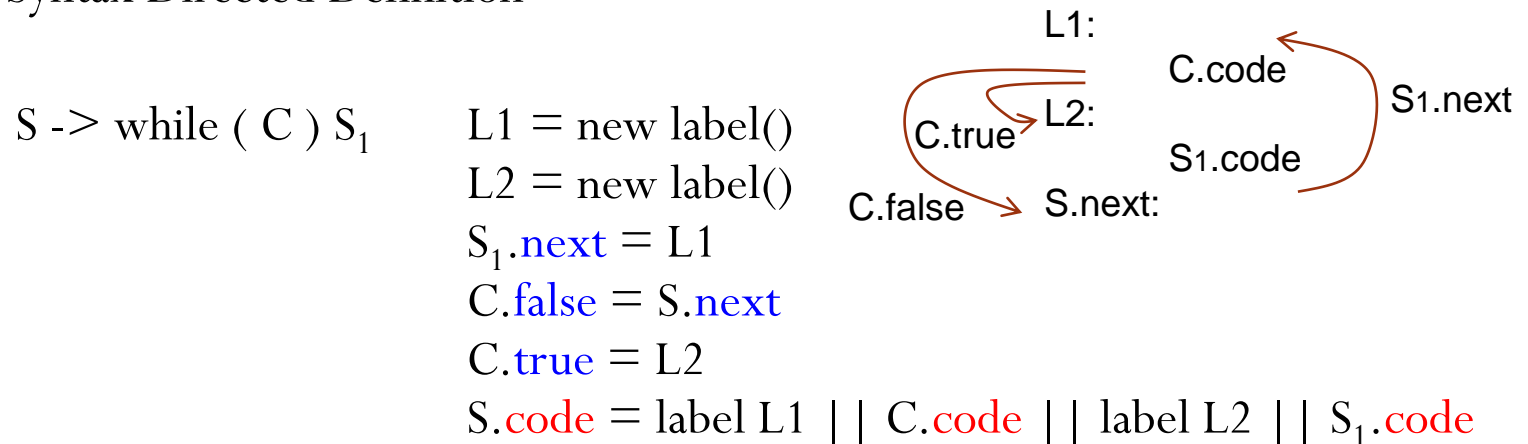 Syntax Directed Definition
S -> while ( C ) S1 L1 = new label()
L2 = new label()
S1.next = L1
C.false = S.next
C.true = L2
S.code = label L1 || C.code || label L2 || S1.code
L1:
C.code
S1.next
L2:
C.true
S1.code
C.false
S.next: